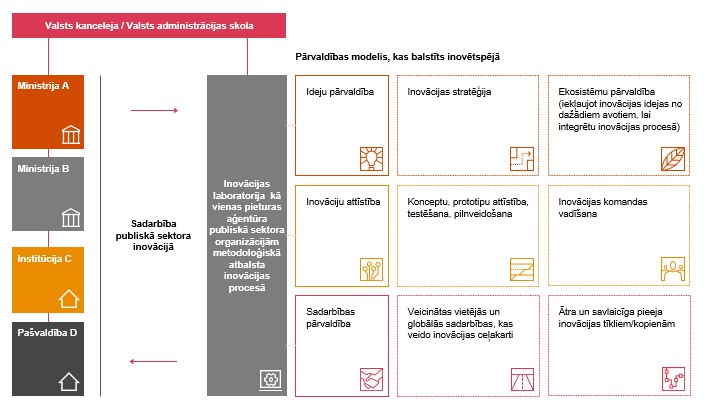 Valsts kanceleja / Valsts administrācijas skola
Pārvaldības modelis, kas balstīts inovētspējā
Ministrija A
Ministrija B
Institūcija C
Pašvaldība D
Sadarbība
publiskā sektora
inovācijā
Inovācijas
laboratorija kā
vienas pieturas
aģentūra
publiskā sektora
organizācijām
metodoloģiskā
atbalsta
inovācijas
procesā
Ideju pārvaldība
Inovācijas stratēģija
Ekosistēmu pārvaldība
(iekļaujot inovācijas idejas no
dažādiem avotiem, lai
integrētu inovācijas procesā)
Inovāciju attīstība
Konceptu, prototipu attīstība,
testēšana, pilnveidošana
Inovācijas komandas
vadīšana
Sadarbības
pārvaldība
Veicinātas vietējās un
globālās sadarbības, kas
veido inovācijas ceļakarti
Ātra un savlaicīga pieeja
inovācijas tīkliem/kopienām